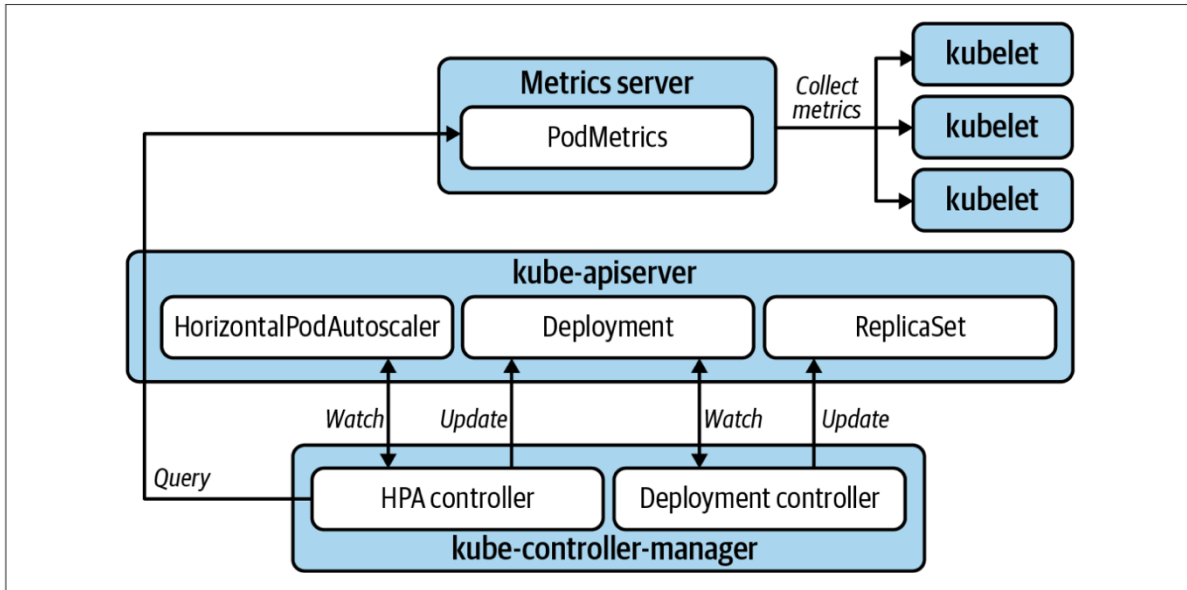 kubelet
Metrics server
Collect
metrics
PodMetrics
kubelet
kubelet
kube-apiserver
HorizontalPodAutoscaler
Deployment
ReplicaSet
Watch
Update
Watch
Update
Query
HPA controller
Deployment controller
kube-controller-manager